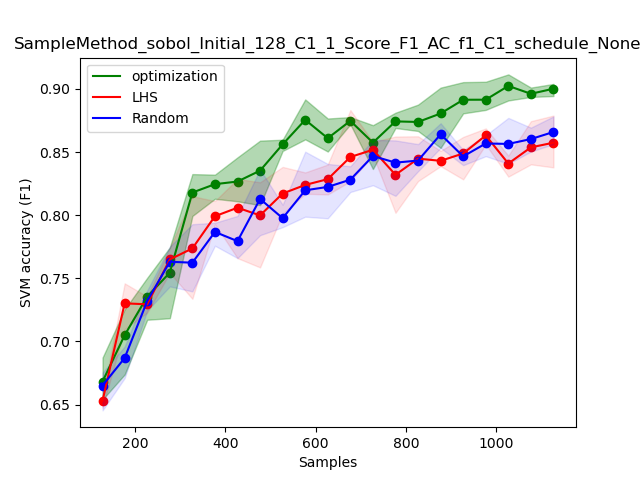 SampleMethod_sobol_Initial_128_C1_1_Score_F1_AC_f1_C1_schedule_None
optimization
LHS
Random
SVM accuracy (F1)
0.90
0.85
0.80
0.75
0.70
0.65
200
400
600
800
1000
Samples